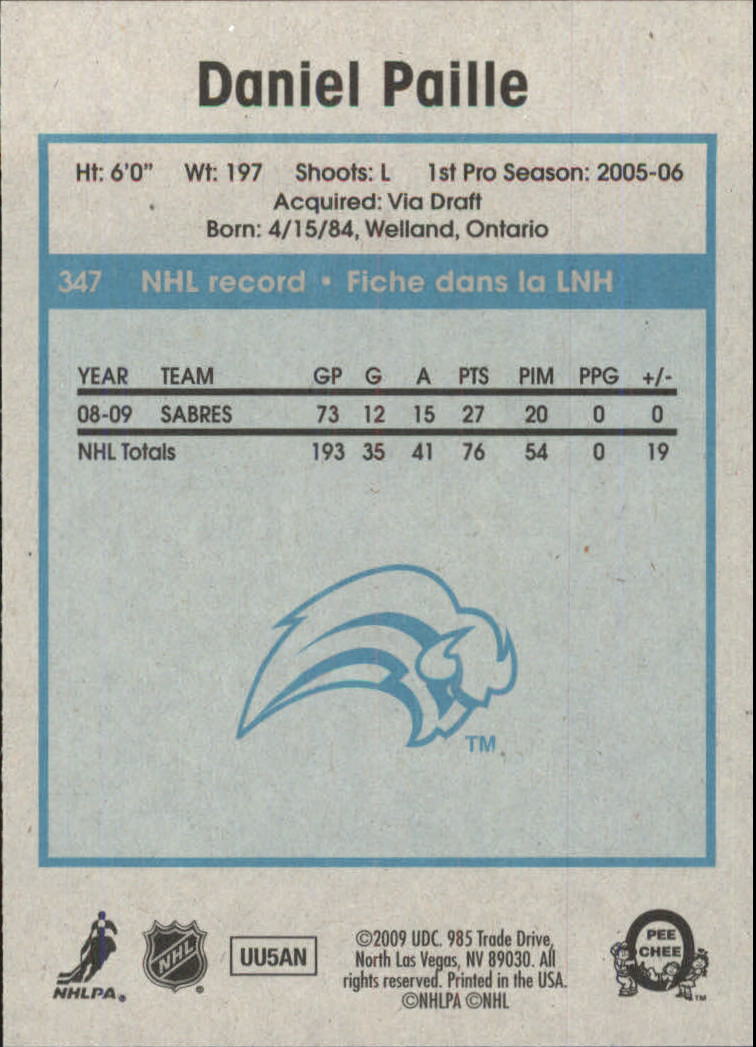 Daniel Paille
Ht: 6'0" Wt: 197 Shoots: L 1st Pro Season: 2005-06
Acquired: Via Draft
Born: 4/15/84, Welland, Ontario
347 NHL record • Fiche dans la LNH
YEAR TEAM GP G A PTS PIM PPG +/-
08-09 SABRES 73 12 15 27 20 0 0
NHL Totals 193 35 41 76 54 0 19
TM
NHLPA®
NHL®
UU5AN
©2009 UDC. 985 Trade Drive,
North Las Vegas, NV 89030. All
rights reserved. Printed in the USA.
©NHLPA ©NHL
O
PEE
CHEE
TM